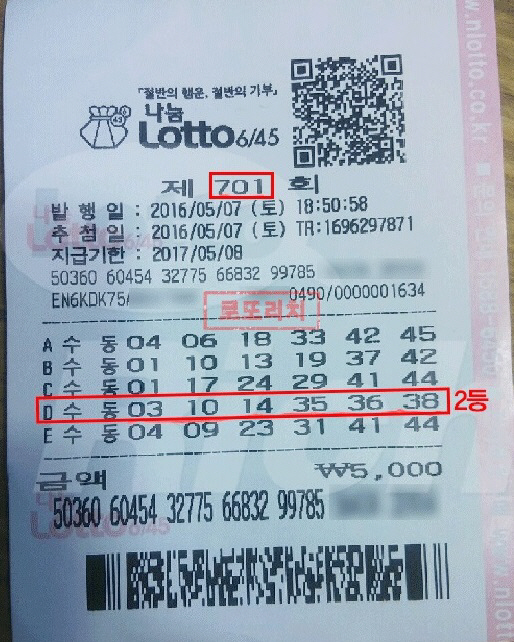 www.nlotto.co.kr
「절반의 행운, 절반의 기부」
나눔
Lotto 6/45
제 701 회
발 행 일 : 2016/05/07 (토) 18:50:58
추 첨 일 : 2016/05/07 (토) TR:1696297871
지급기한 : 2017/05/08
50360 60454 32775 66832 99785
EN6KDK75/ 0490/0000001634
로또리치
A 수 동 04 06 18 33 42 45
B 수 동 01 10 13 19 37 42
C 수 동 01 17 24 29 41 44
D 수 동 03 10 14 35 36 38 2등
E 수 동 04 09 23 31 41 44
금액 ₩5,000
50360 60454 32775 66832 99785